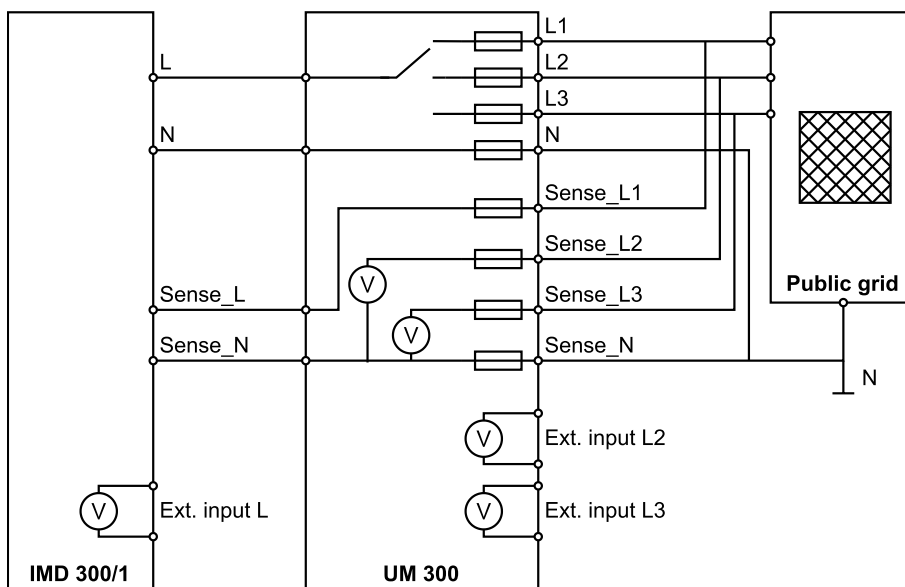 L1
L
L2
L3
N
N
Sense_L1
Sense_L2
Public grid
Sense_L
Sense_L3
V
V
Sense_N
Sense_N
N
V
Ext. input L2
V
Ext. input L
V
Ext. input L3
IMD 300/1
UM 300